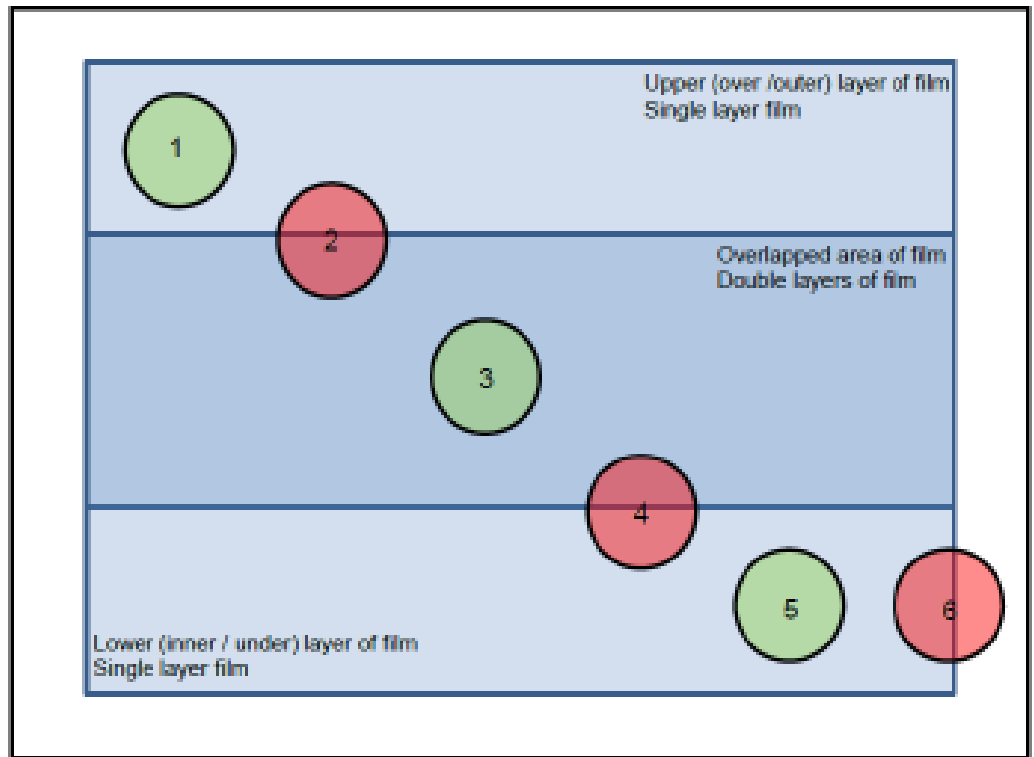 Upper (over /outer) layer of film
Single layer film
1
2
Overlapped area of film
Double layers of film
3
4
5
6
Lower (inner / under) layer of film
Single layer film